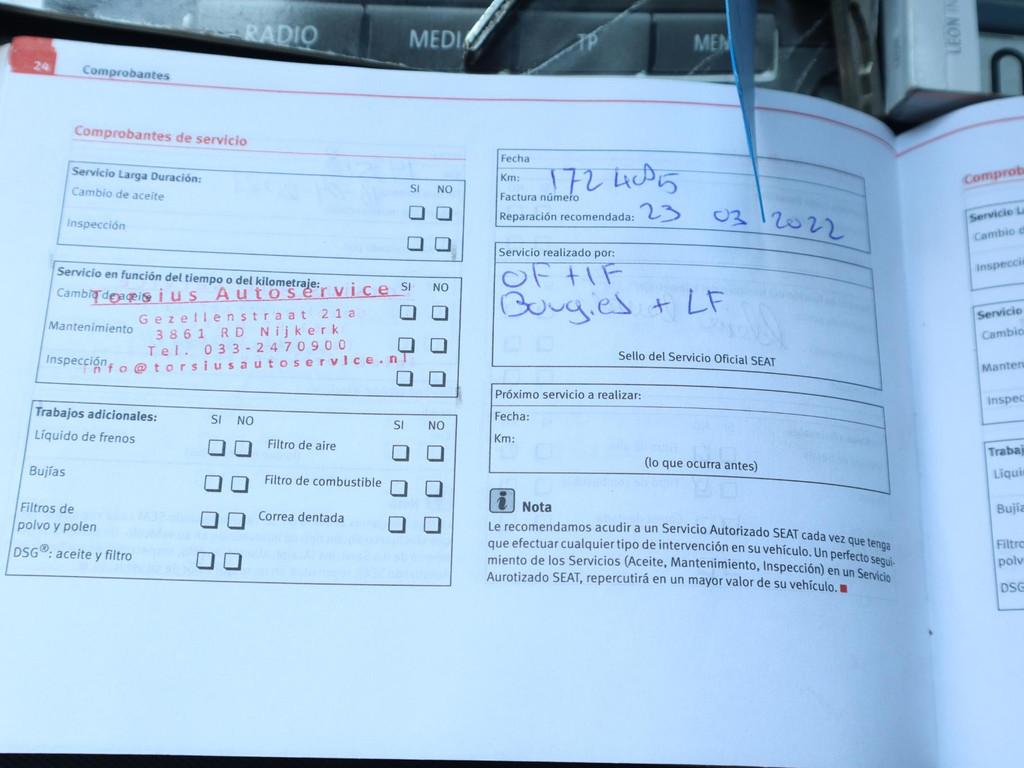 RADIO
MEDI
TP
MEN
LEON
24
Comprobantes
Comprobantes de servicio
Servicio Larga Duración:
SI NO
Cambio de aceite
Inspección
Servicio en función del tiempo o del kilometraje:
SI NO
Cambio de aceite
Mantenimiento
Inspección
Torsius Autoservice
Gezellenstraat 21a
3861 RD Nijkerk
Tel. 033-2470900
info@torsiusautoservice.nl
Trabajos adicionales:
SI NO
SI NO
Líquido de frenos
Filtro de aire
Bujías
Filtro de combustible
Filtros de
polvo y polen
Correa dentada
DSG®: aceite y filtro
Fecha
Km: 172 485
Factura número
Reparación recomendada: 23 03 2022
Servicio realizado por:
OF + IF
Bougies + LF
Sello del Servicio Oficial SEAT
Próximo servicio a realizar:
Fecha:
Km:
(lo que ocurra antes)
Nota
Le recomendamos acudir a un Servicio Autorizado SEAT cada vez que tenga
que efectuar cualquier tipo de intervención en su vehículo. Un perfecto segui-
miento de los Servicios (Aceite, Mantenimiento, Inspección) en un Servicio
Aurotizado SEAT, repercutirá en un mayor valor de su vehículo.
Comprob
Servicio L
Cambio d
Inspecci
Servicio
Cambio
Manten
Inspec
Trabaj
Líqui
Bujía
Filtro
polv
DSG